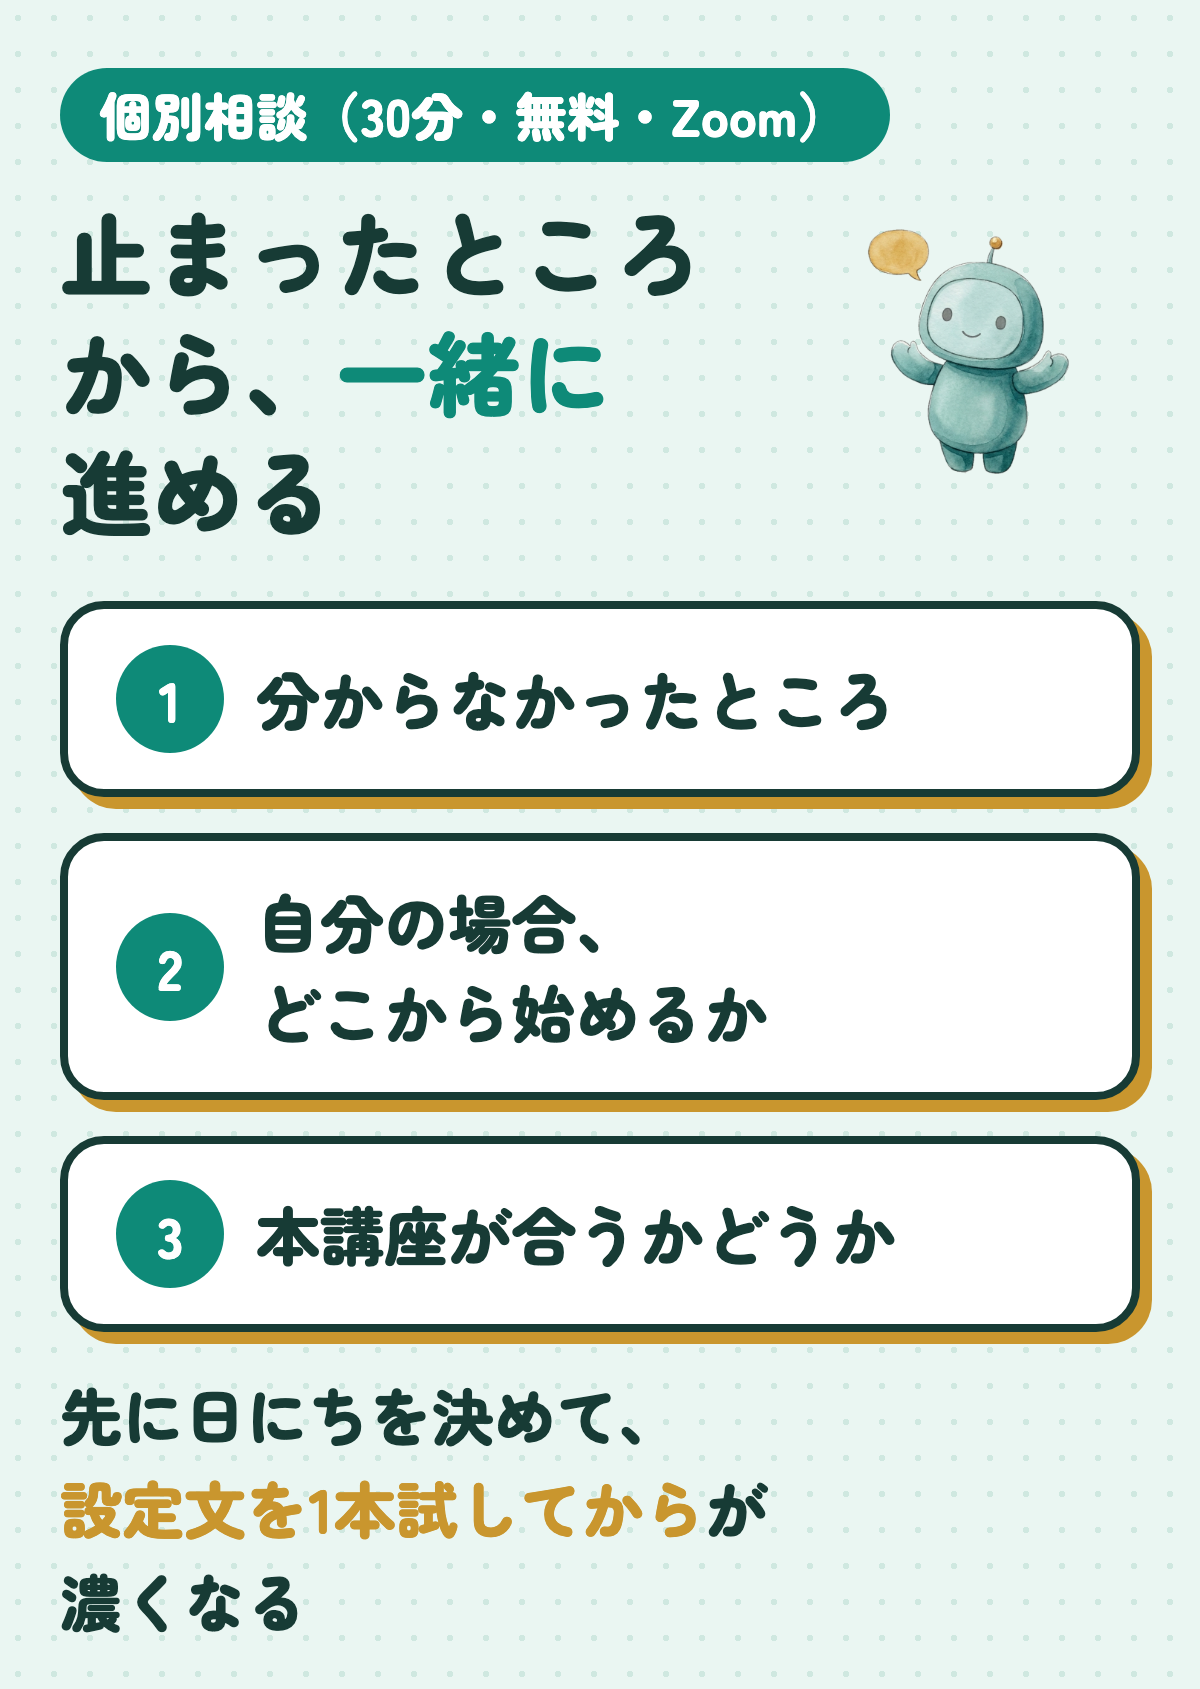 個別相談（30分・無料・Zoom）
止まったところ
から、一緒に
進める
1
分からなかったところ
2
自分の場合、
どこから始めるか
3
本講座が合うかどうか
先に日にちを決めて、
設定文を1本試してからが
濃くなる